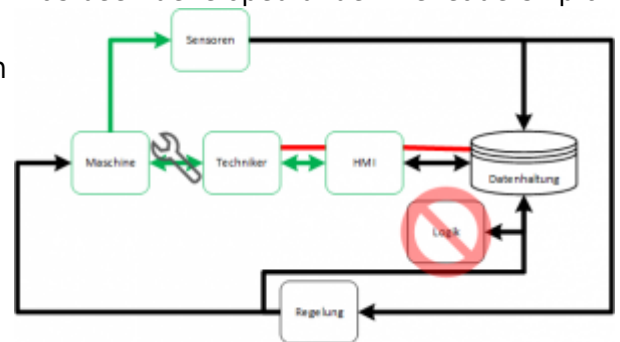 Sensoren
n
Maschine
Techniker
HMI
Datenhaltung
Logik
Regelung